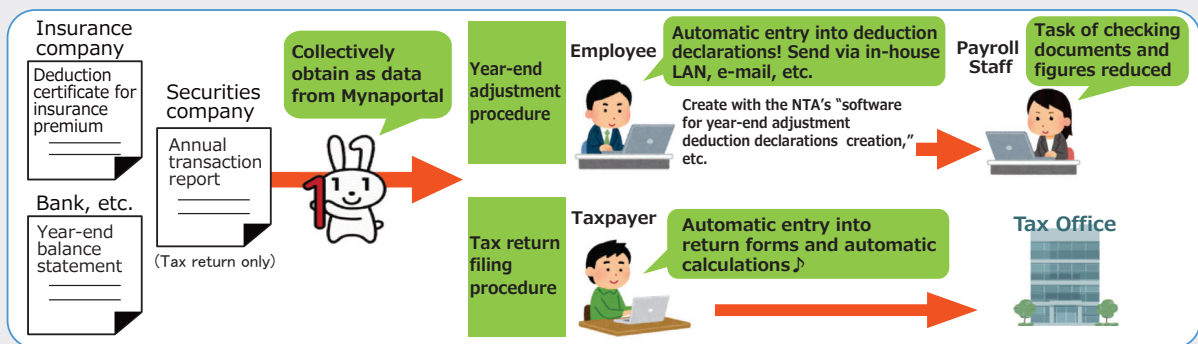 Insurance
company
Deduction
certificate for
insurance
premium
Bank, etc.
Year-end
balance
statement
Securities
company
Annual
transaction
report
(Tax return only)
Collectively
obtain as data
from Mynaportal
1
Year-end
adjustment
procedure
Employee
Automatic entry into deduction
declarations! Send via in-house
LAN, e-mail, etc.
Create with the NTA's “software
for year-end adjustment
deduction declarations creation,”
etc.
Payroll
Staff
Task of checking
documents and
figures reduced
Tax return
filing
procedure
Taxpayer
Automatic entry into
return forms and automatic
calculations♪
Tax Office